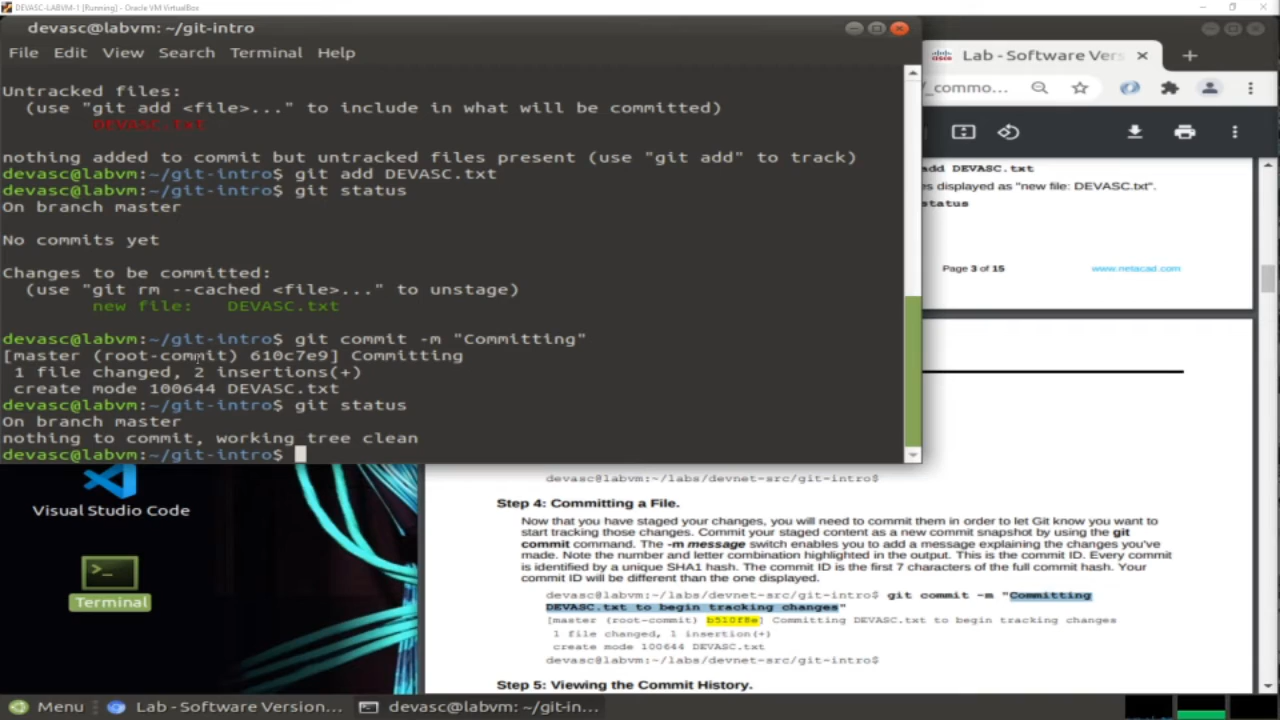 DEVASC-LABVM-1 [Running] - Oracle VM VirtualBox
devasc@labvm: ~/git-intro
File Edit View Search Terminal Help
Untracked files:
(use "git add <file>..." to include in what will be committed)
DEVASC.txt
nothing added to commit but untracked files present (use "git add" to track)
devasc@labvm:~/git-intro$ git add DEVASC.txt
devasc@labvm:~/git-intro$ git status
On branch master
No commits yet
Changes to be committed:
(use "git rm --cached <file>..." to unstage)
new file: DEVASC.txt
devasc@labvm:~/git-intro$ git commit -m "Committing"
[master (root-commit) 610c7e9] Committing
1 file changed, 2 insertions(+)
create mode 100644 DEVASC.txt
devasc@labvm:~/git-intro$ git status
On branch master
nothing to commit, working tree clean
devasc@labvm:~/git-intro$
Lab - Software Vers
_commo...
add DEVASC.txt
es displayed as "new file: DEVASC.txt".
status
Page 3 of 15
www.netacad.com
devasc@labvm:~/labs/devnet-src/git-intro$
Step 4: Committing a File.
Now that you have staged your changes, you will need to commit them in order to let Git know you want to
start tracking those changes. Commit your staged content as a new commit snapshot by using the git
commit command. The -m message switch enables you to add a message explaining the changes you've
made. Note the number and letter combination highlighted in the output. This is the commit ID. Every commit
is identified by a unique SHA1 hash. The commit ID is the first 7 characters of the full commit hash. Your
commit ID will be different than the one displayed.
devasc@labvm:~/labs/devnet-src/git-intro$ git commit -m "Committing
DEVASC.txt to begin tracking changes"
[master (root-commit) b510f8e] Committing DEVASC.txt to begin tracking changes
1 file changed, 1 insertion(+)
create mode 100644 DEVASC.txt
devasc@labvm:~/labs/devnet-src/git-intro$
Step 5: Viewing the Commit History.
Visual Studio Code
Terminal
Menu
Lab - Software Version...
devasc@labvm: ~/git-in...